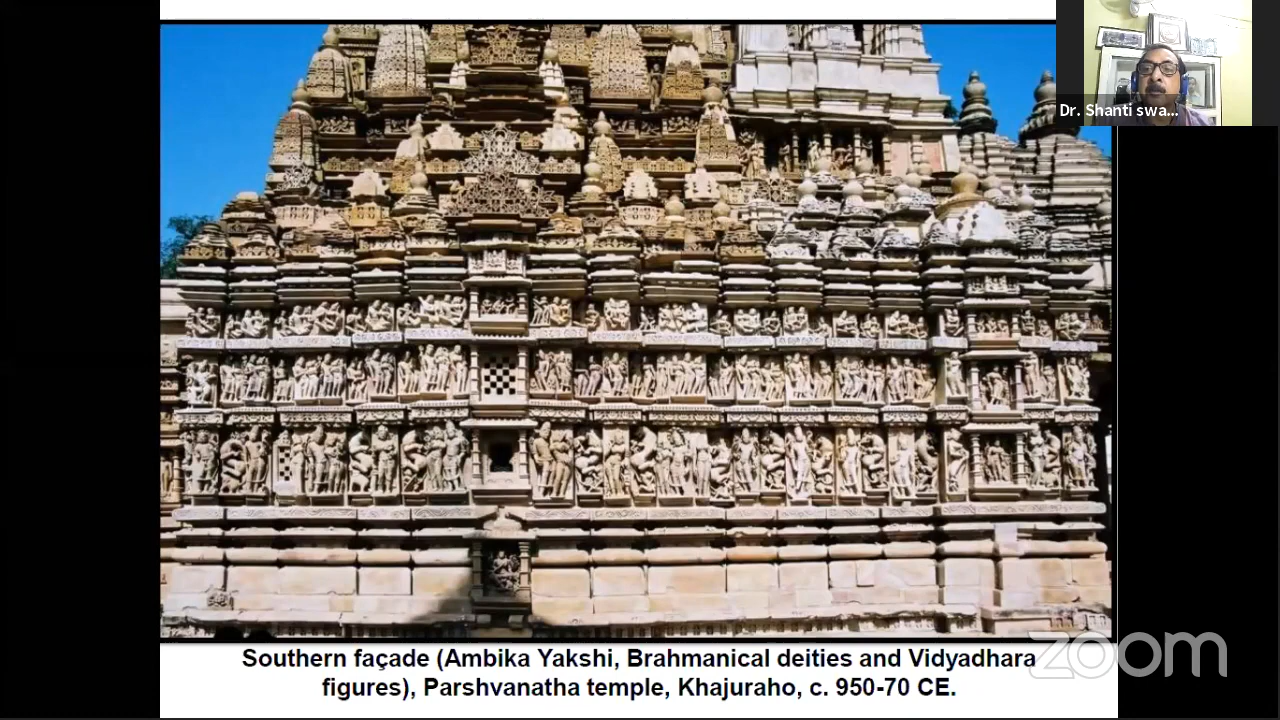 Dr. Shanti swa...
Southern façade (Ambika Yakshi, Brahmanical deities and Vidyadhara
figures), Parshvanatha temple, Khajuraho, c. 950-70 CE.
zoom